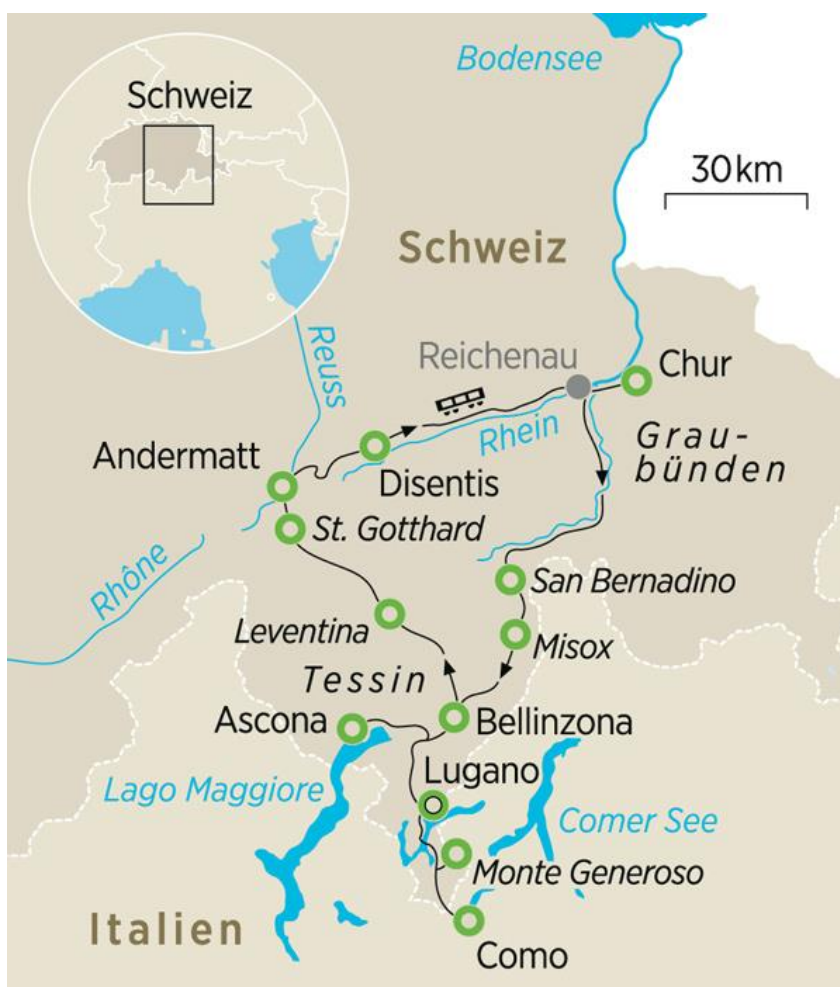 Bodensee
Schweiz
30 km
Schweiz
Reuss
Reichenau
Chur
Rhein
Grau-
bünden
Andermatt
Disentis
St. Gotthard
Rhône
San Bernadino
Leventina
Misox
Tessin
Ascona
Bellinzona
Lugano
Lago Maggiore
Comer See
Monte Generoso
Italien
Como